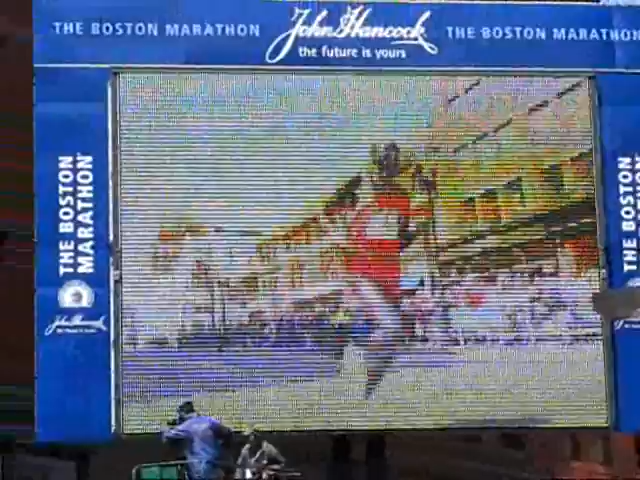 THE BOSTON MARATHON
John Hancock
the future is yours
THE BOSTON MARATHON
THE BOSTON
MARATHON
John Hancock
THE BOSTON
MARATHON